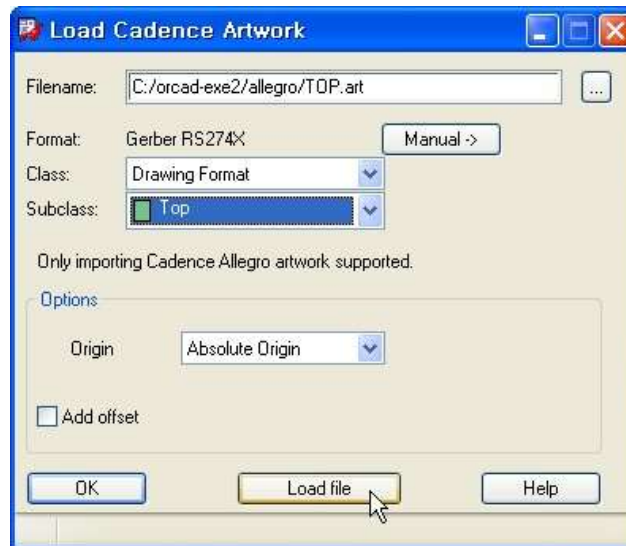 Load Cadence Artwork
Filename: C:/orcad-exe2/allegro/TOP.art ...
Format: Gerber RS274X Manual ->
Class: Drawing Format
Subclass: Top
Only importing Cadence Allegro artwork supported.
Options
Origin Absolute Origin
Add offset
OK Load file Help